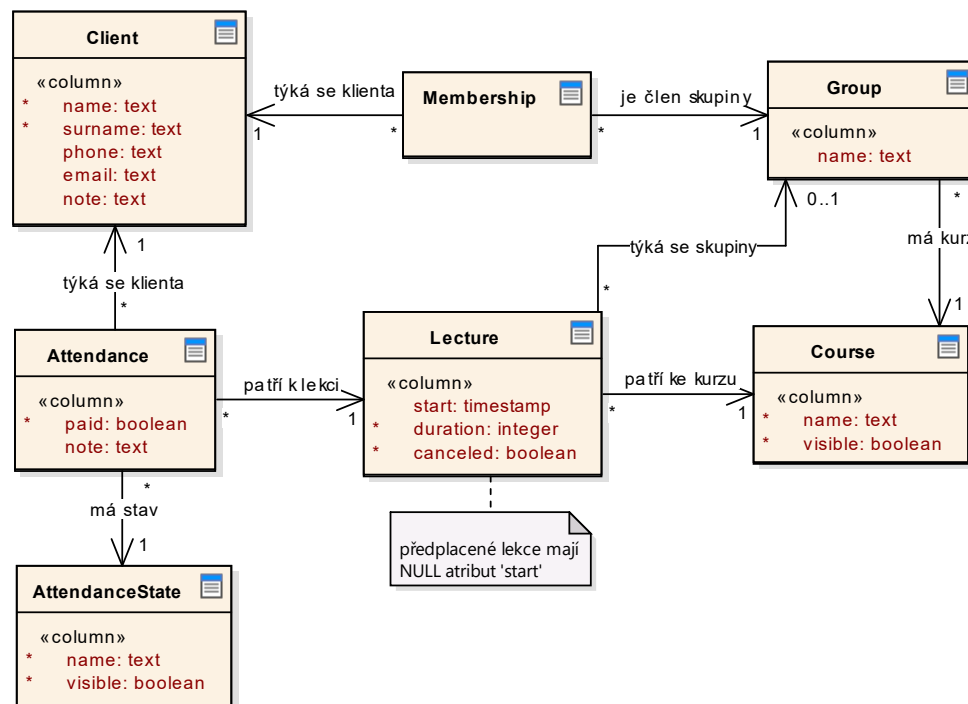 Client
«column»
* name: text
* surname: text
phone: text
email: text
note: text
týká se klienta
1
*
Membership
je člen skupiny
*
1
Group
«column»
name: text
1
týká se klienta
*
0..1
týká se skupiny
*
*
má kurz
1
Attendance
«column»
* paid: boolean
note: text
patří k lekci
*
1
Lecture
«column»
start: timestamp
* duration: integer
* canceled: boolean
patří ke kurzu
*
1
Course
«column»
* name: text
* visible: boolean
*
má stav
1
předplacené lekce mají
NULL atribut 'start'
AttendanceState
«column»
* name: text
* visible: boolean